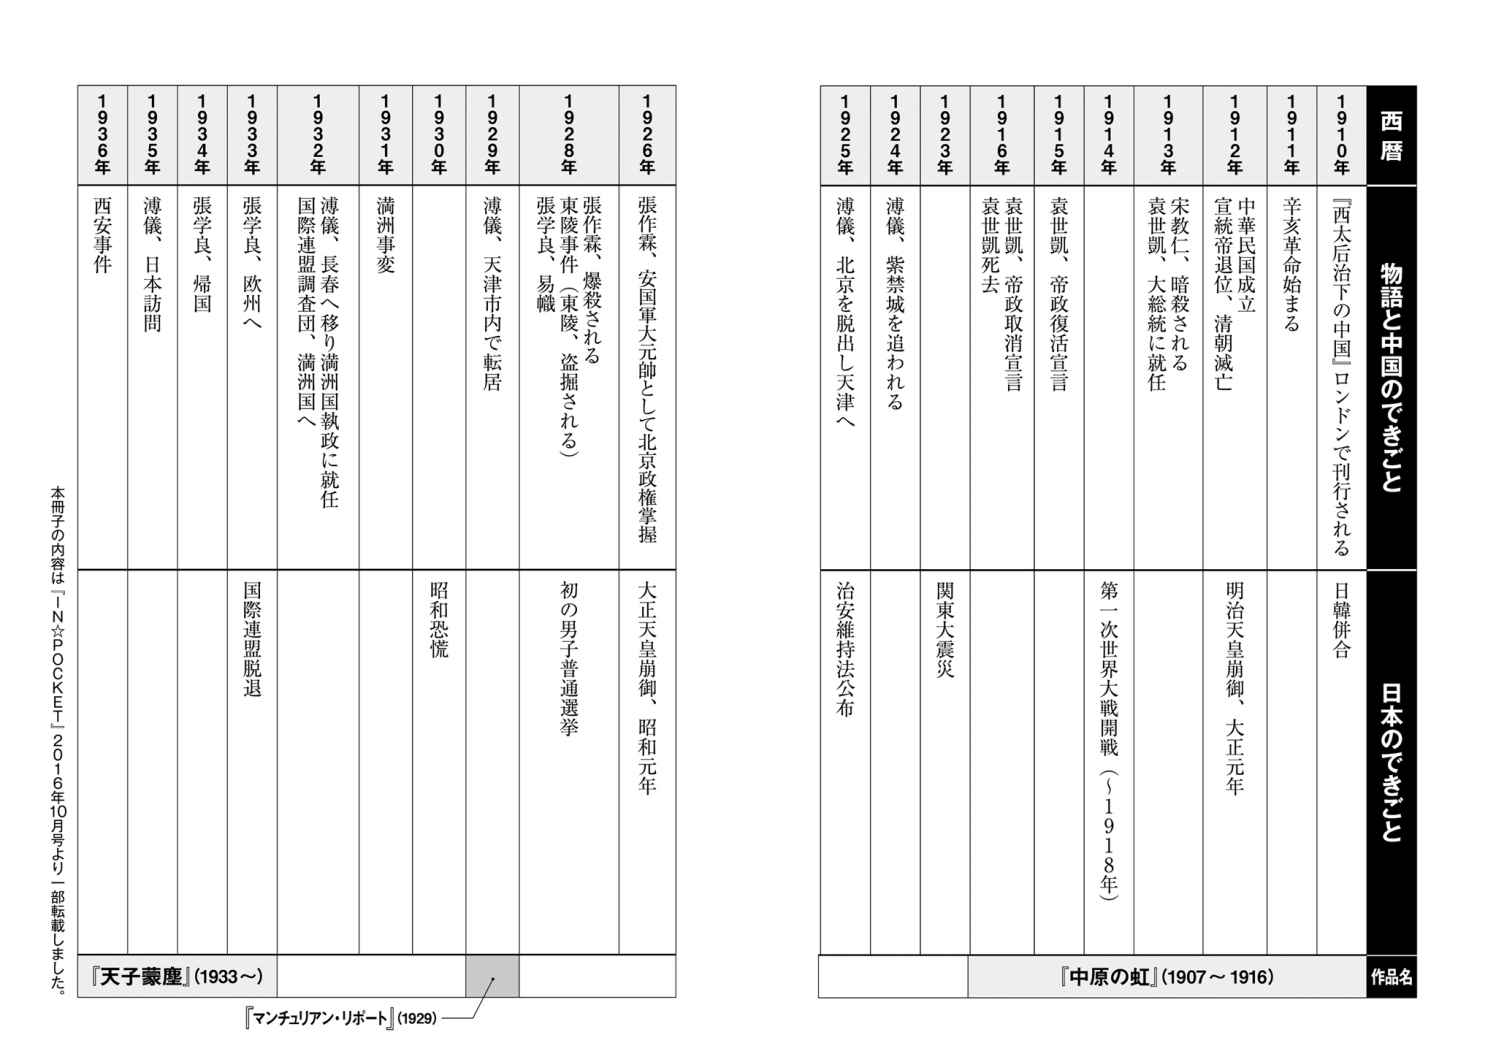 西暦
物語と中国のできごと
日本のできごと
作品名
1910年
『西太后治下の中国』ロンドンで刊行される
日韓併合
1911年
辛亥革命始まる
1912年
中華民国成立
宣統帝退位、清朝滅亡
明治天皇崩御、大正元年
1913年
宋教仁、暗殺される
袁世凱、大総統に就任
1914年
第一次世界大戦開戦（～1918年）
1915年
袁世凱、帝政復活宣言
1916年
袁世凱、帝政取消宣言
袁世凱死去
『中原の虹』(1907～1916)
1923年
関東大震災
1924年
溥儀、紫禁城を追われる
1925年
溥儀、北京を脱出し天津へ
治安維持法公布
1926年
張作霖、安国軍大元帥として北京政権掌握
大正天皇崩御、昭和元年
1928年
張作霖、爆殺される
東陵事件（東陵、盗掘される）
張学良、易幟
初の男子普通選挙
1929年
溥儀、天津市内で転居
『マンチュリアン・リポート』(1929)
1930年
昭和恐慌
1931年
満洲事変
1932年
溥儀、長春へ移り満洲国執政に就任
国際連盟調査団、満洲国へ
1933年
張学良、欧州へ
国際連盟脱退
1934年
張学良、帰国
1935年
溥儀、日本訪問
1936年
西安事件
『天子蒙塵』(1933～)
本冊子の内容は『IN☆POCKET』2016年10月号より一部転載しました。